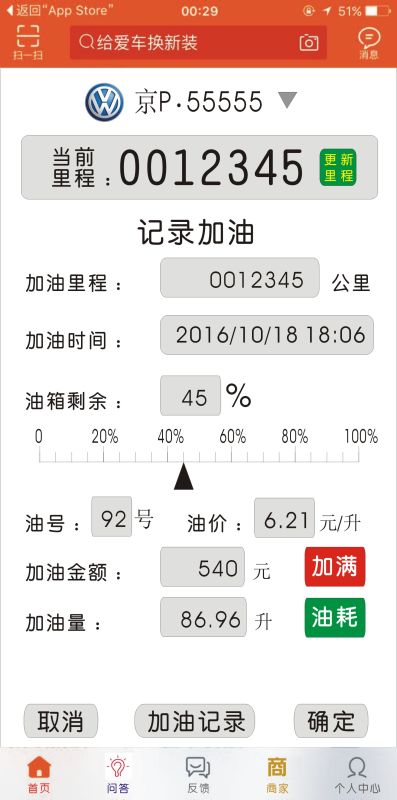 返回“App Store” 00:29 51%
扫一扫 给爱车换新装 消息
京P·55555
当前里程：0012345 更新里程
记录加油
加油里程： 0012345 公里
加油时间： 2016/10/18 18:06
油箱剩余： 45 %
0 20% 40% 60% 80% 100%
油号： 92 号 油价： 6.21 元/升
加油金额： 540 元 加满
加油量： 86.96 升 油耗
取消 加油记录 确定
商
首页 问答 反馈 商家 个人中心